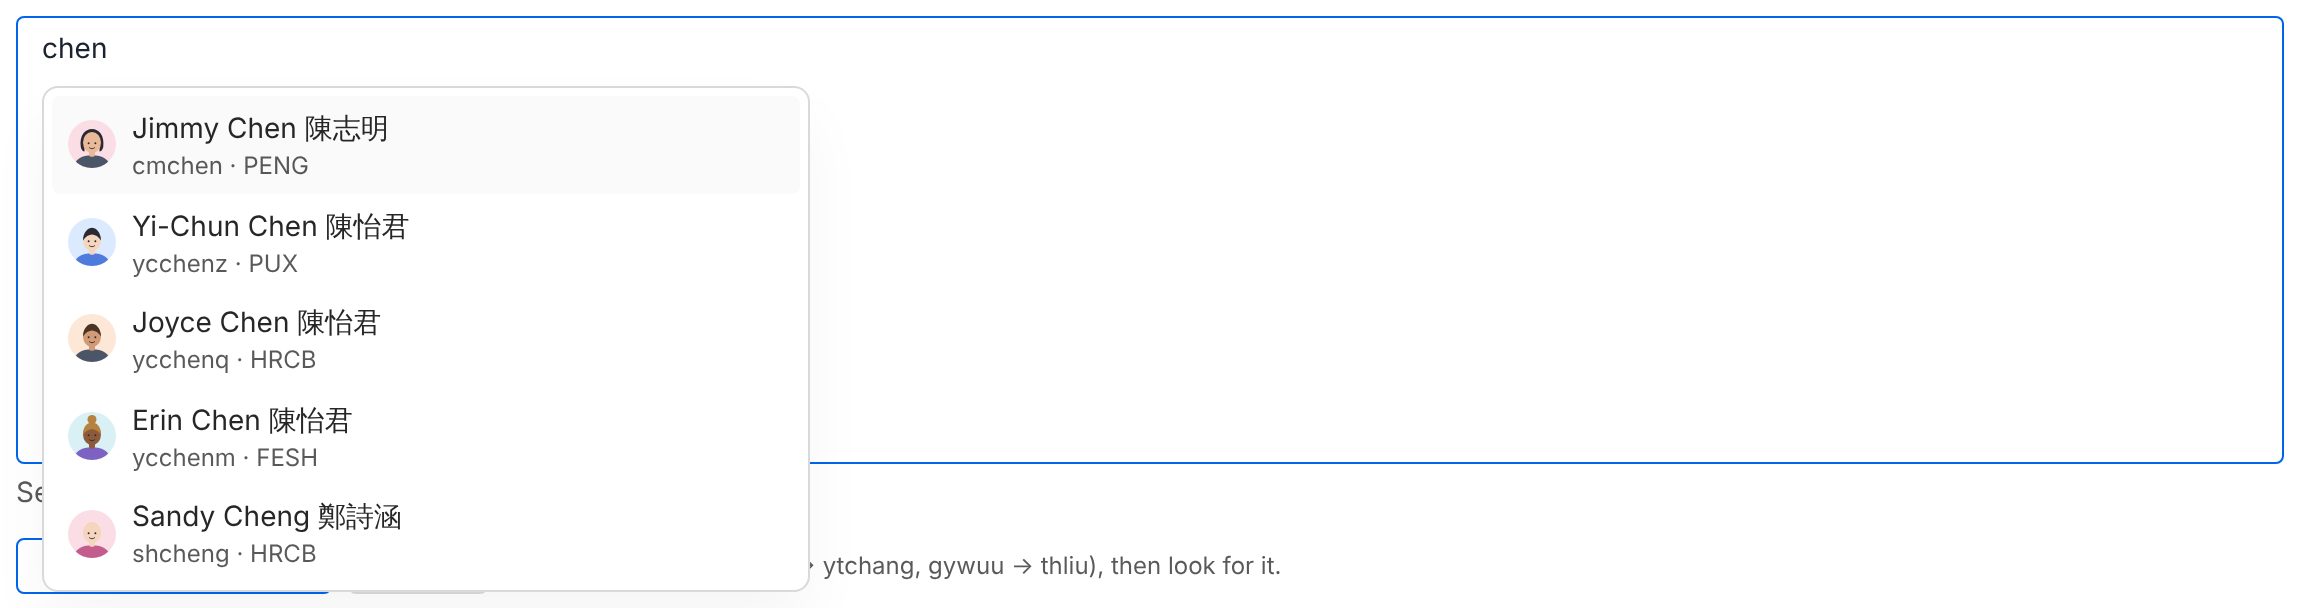 chen
Jimmy Chen 陳志明
cmchen · PENG
Yi-Chun Chen 陳怡君
ycchenz · PUX
Joyce Chen 陳怡君
ycchenq · HRCB
Erin Chen 陳怡君
ycchenm · FESH
Sandy Cheng 鄭詩涵
shcheng · HRCB
ytchang, gywuu → thliu), then look for it.